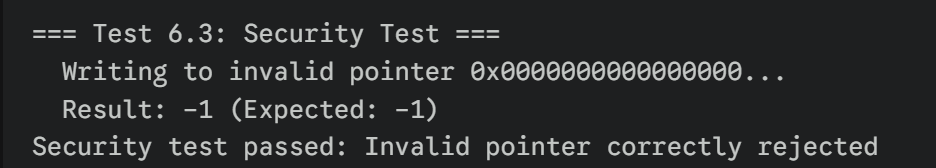 === Test 6.3: Security Test ===
Writing to invalid pointer 0x0000000000000000...
Result: -1 (Expected: -1)
Security test passed: Invalid pointer correctly rejected